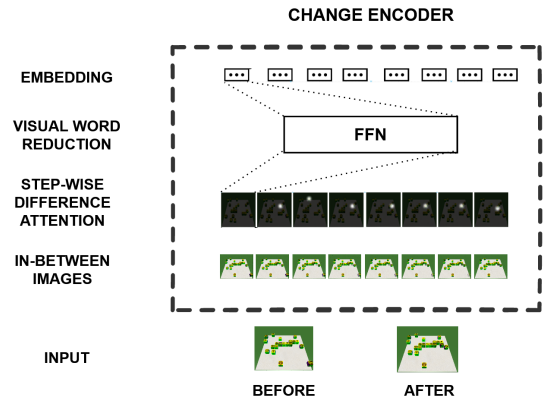 CHANGE ENCODER
EMBEDDING
VISUAL WORD
REDUCTION
FFN
STEP-WISE
DIFFERENCE
ATTENTION
IN-BETWEEN
IMAGES
INPUT
BEFORE
AFTER